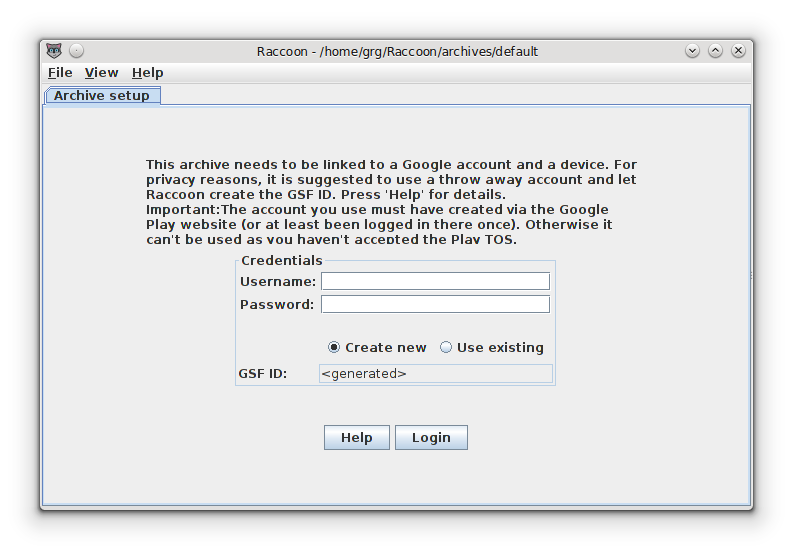 Raccoon - /home/grg/Raccoon/archives/default
File View Help
Archive setup
This archive needs to be linked to a Google account and a device. For
privacy reasons, it is suggested to use a throw away account and let
Raccoon create the GSF ID. Press 'Help' for details.
Important:The account you use must have created via the Google
Play website (or at least been logged in there once). Otherwise it
can't be used as you haven't accepted the Play TOS.
Credentials
Username:
Password:
Create new Use existing
GSF ID: <generated>
Help Login